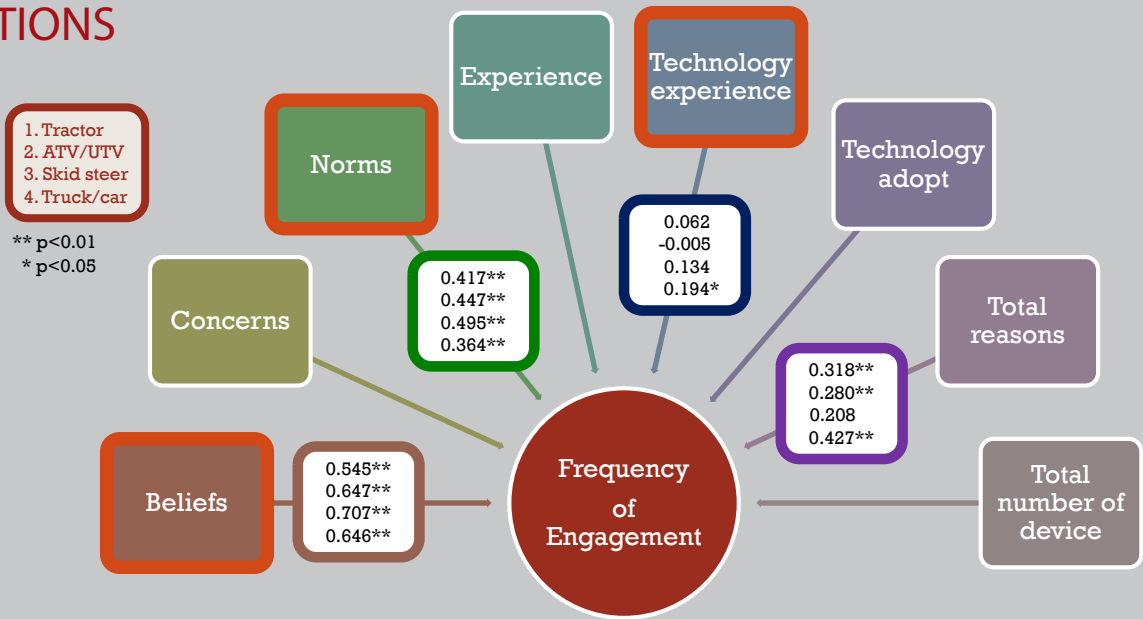 TIONS
1. Tractor
2. ATV/UTV
3. Skid steer
4. Truck/car
** p<0.01
* p<0.05
Beliefs
0.545**
0.647**
0.707**
0.646**
Concerns
Norms
0.417**
0.447**
0.495**
0.364**
Experience
Technology
experience
0.062
-0.005
0.134
0.194*
Technology
adopt
Total
reasons
0.318**
0.280**
0.208
0.427**
Total
number of
device
Frequency
of
Engagement